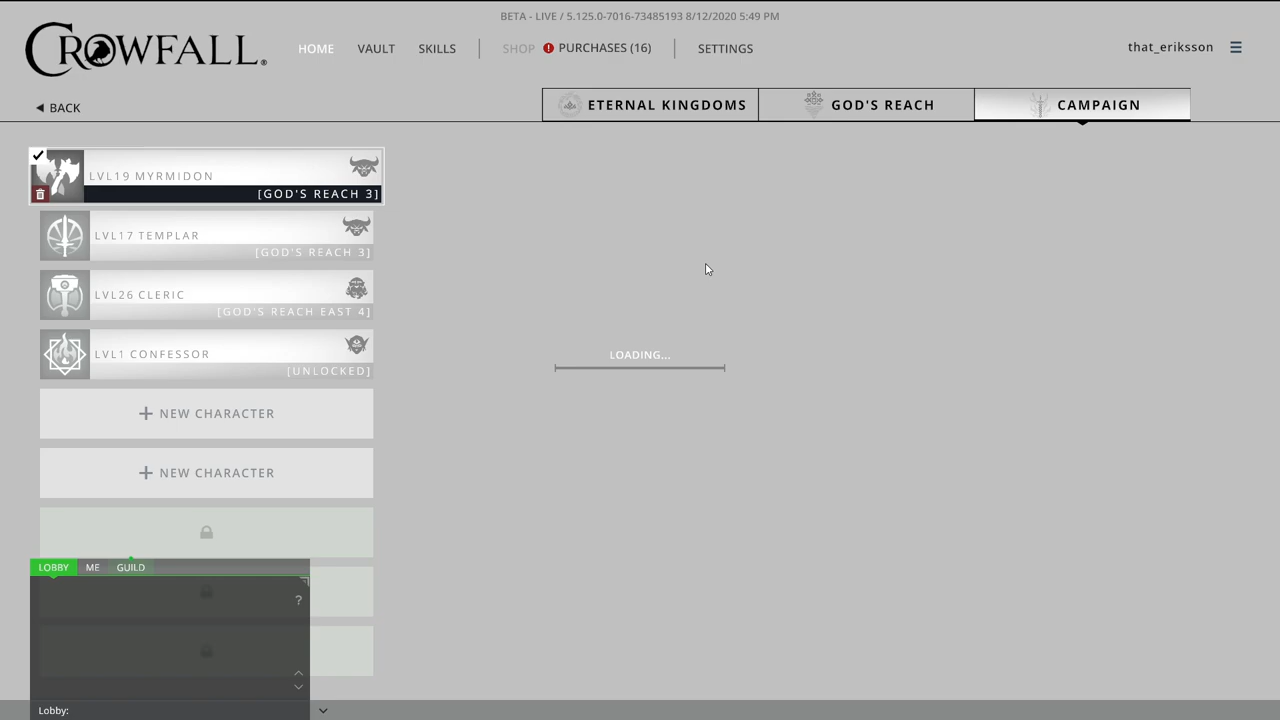 BETA - LIVE / 5.125.0-7016-73485193 8/12/2020 5:49 PM
CROWFALL®
HOME VAULT SKILLS SHOP ! PURCHASES (16) SETTINGS
that_eriksson
BACK
ETERNAL KINGDOMS GOD'S REACH CAMPAIGN
LVL19 MYRMIDON
[GOD'S REACH 3]
LVL17 TEMPLAR
[GOD'S REACH 3]
LVL26 CLERIC
[GOD'S REACH EAST 4]
LVL1 CONFESSOR
[UNLOCKED]
+ NEW CHARACTER
+ NEW CHARACTER
LOADING...
LOBBY ME GUILD
?
Lobby: